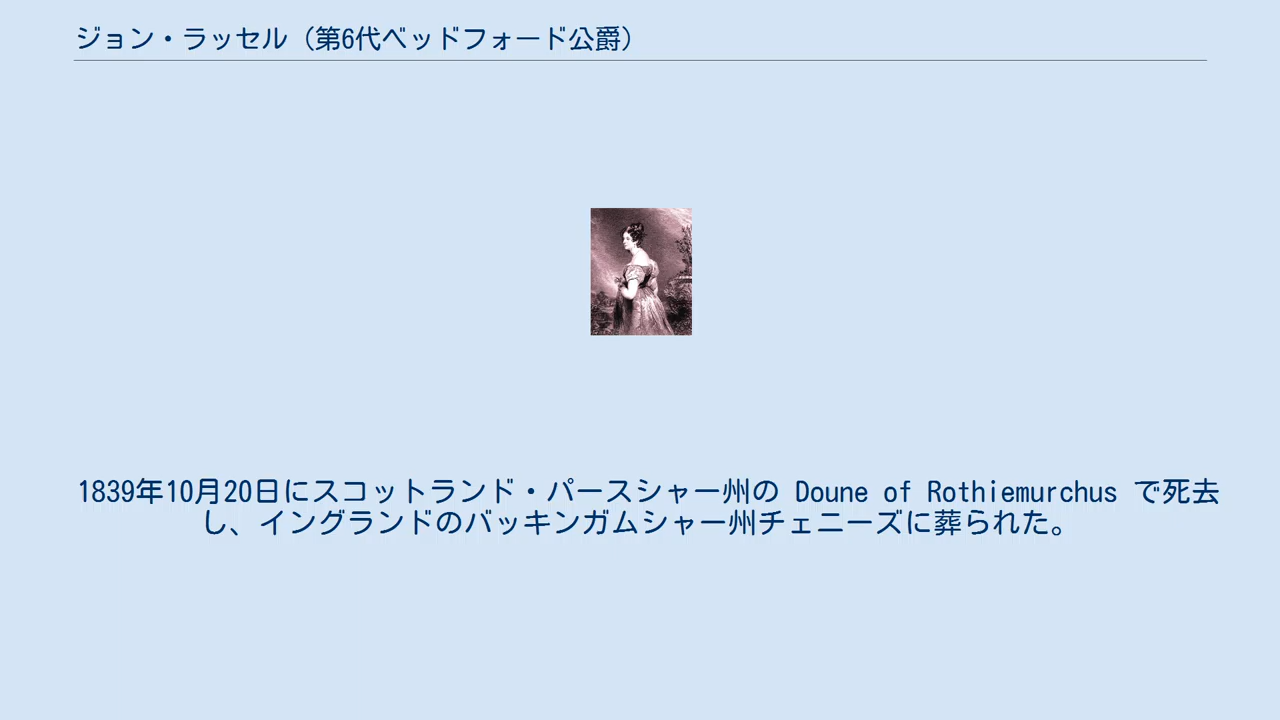 ジョン・ラッセル（第6代ベッドフォード公爵）
1839年10月20日にスコットランド・パースシャー州の Doune of Rothiemurchus で死去
し、イングランドのバッキンガムシャー州チェニーズに葬られた。